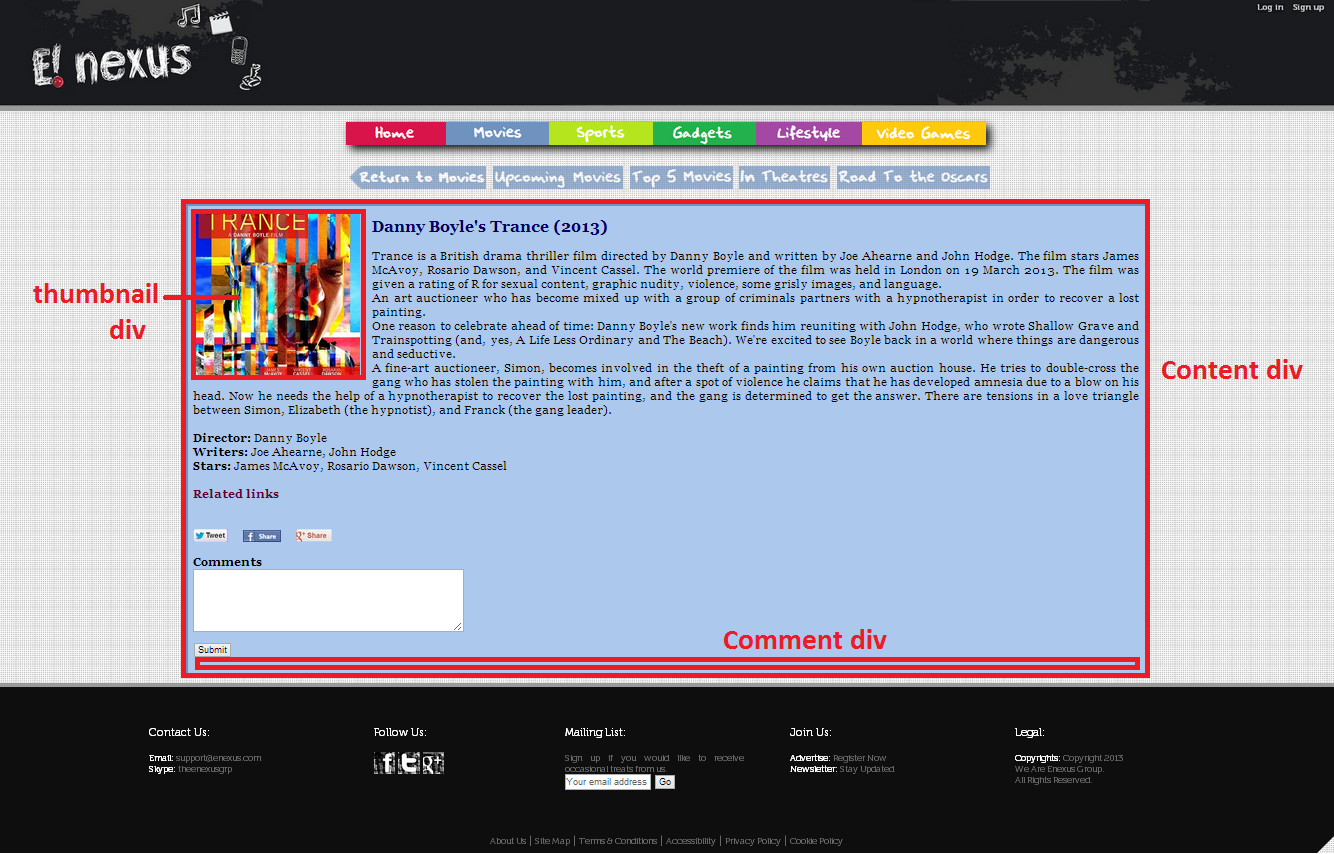 Log in Sign up
E! nexus
Home Movies Sports Gadgets Lifestyle Video Games
Return to Movies Upcoming Movies Top 5 Movies In Theatres Road To the Oscars
TRANCE
A DANNY BOYLE FILM
JAMES MCAVOY VINCENT CASSEL ROSARIO DAWSON
thumbnail
div
Danny Boyle's Trance (2013)
Trance is a British drama thriller film directed by Danny Boyle and written by Joe Ahearne and John Hodge. The film stars James
McAvoy, Rosario Dawson, and Vincent Cassel. The world premiere of the film was held in London on 19 March 2013. The film was
given a rating of R for sexual content, graphic nudity, violence, some grisly images, and language.
An art auctioneer who has become mixed up with a group of criminals partners with a hypnotherapist in order to recover a lost
painting.
One reason to celebrate ahead of time: Danny Boyle's new work finds him reuniting with John Hodge, who wrote Shallow Grave and
Trainspotting (and, yes, A Life Less Ordinary and The Beach). We're excited to see Boyle back in a world where things are dangerous
and seductive.
A fine-art auctioneer, Simon, becomes involved in the theft of a painting from his own auction house. He tries to double-cross the
gang who has stolen the painting with him, and after a spot of violence he claims that he has developed amnesia due to a blow on his
head. Now he needs the help of a hypnotherapist to recover the lost painting, and the gang is determined to get the answer. There are tensions in a love triangle
between Simon, Elizabeth (the hypnotist), and Franck (the gang leader).
Content div
Director: Danny Boyle
Writers: Joe Ahearne, John Hodge
Stars: James McAvoy, Rosario Dawson, Vincent Cassel
Related links
Tweet f Share g+ Share
Comments
Submit
Comment div
Contact Us:
Email: support@enexus.com
Skype: theenexusgrp
Follow Us:
f t g+
Mailing List:
Sign up if you would like to receive
occasional treats from us.
Your email address Go
Join Us:
Advertise: Register Now
Newsletter: Stay Updated
Legal:
Copyrights: Copyright 2013
We Are Enexus Group.
All Rights Reserved.
About Us | Site Map | Terms & Conditions | Accessibility | Privacy Policy | Cookie Policy